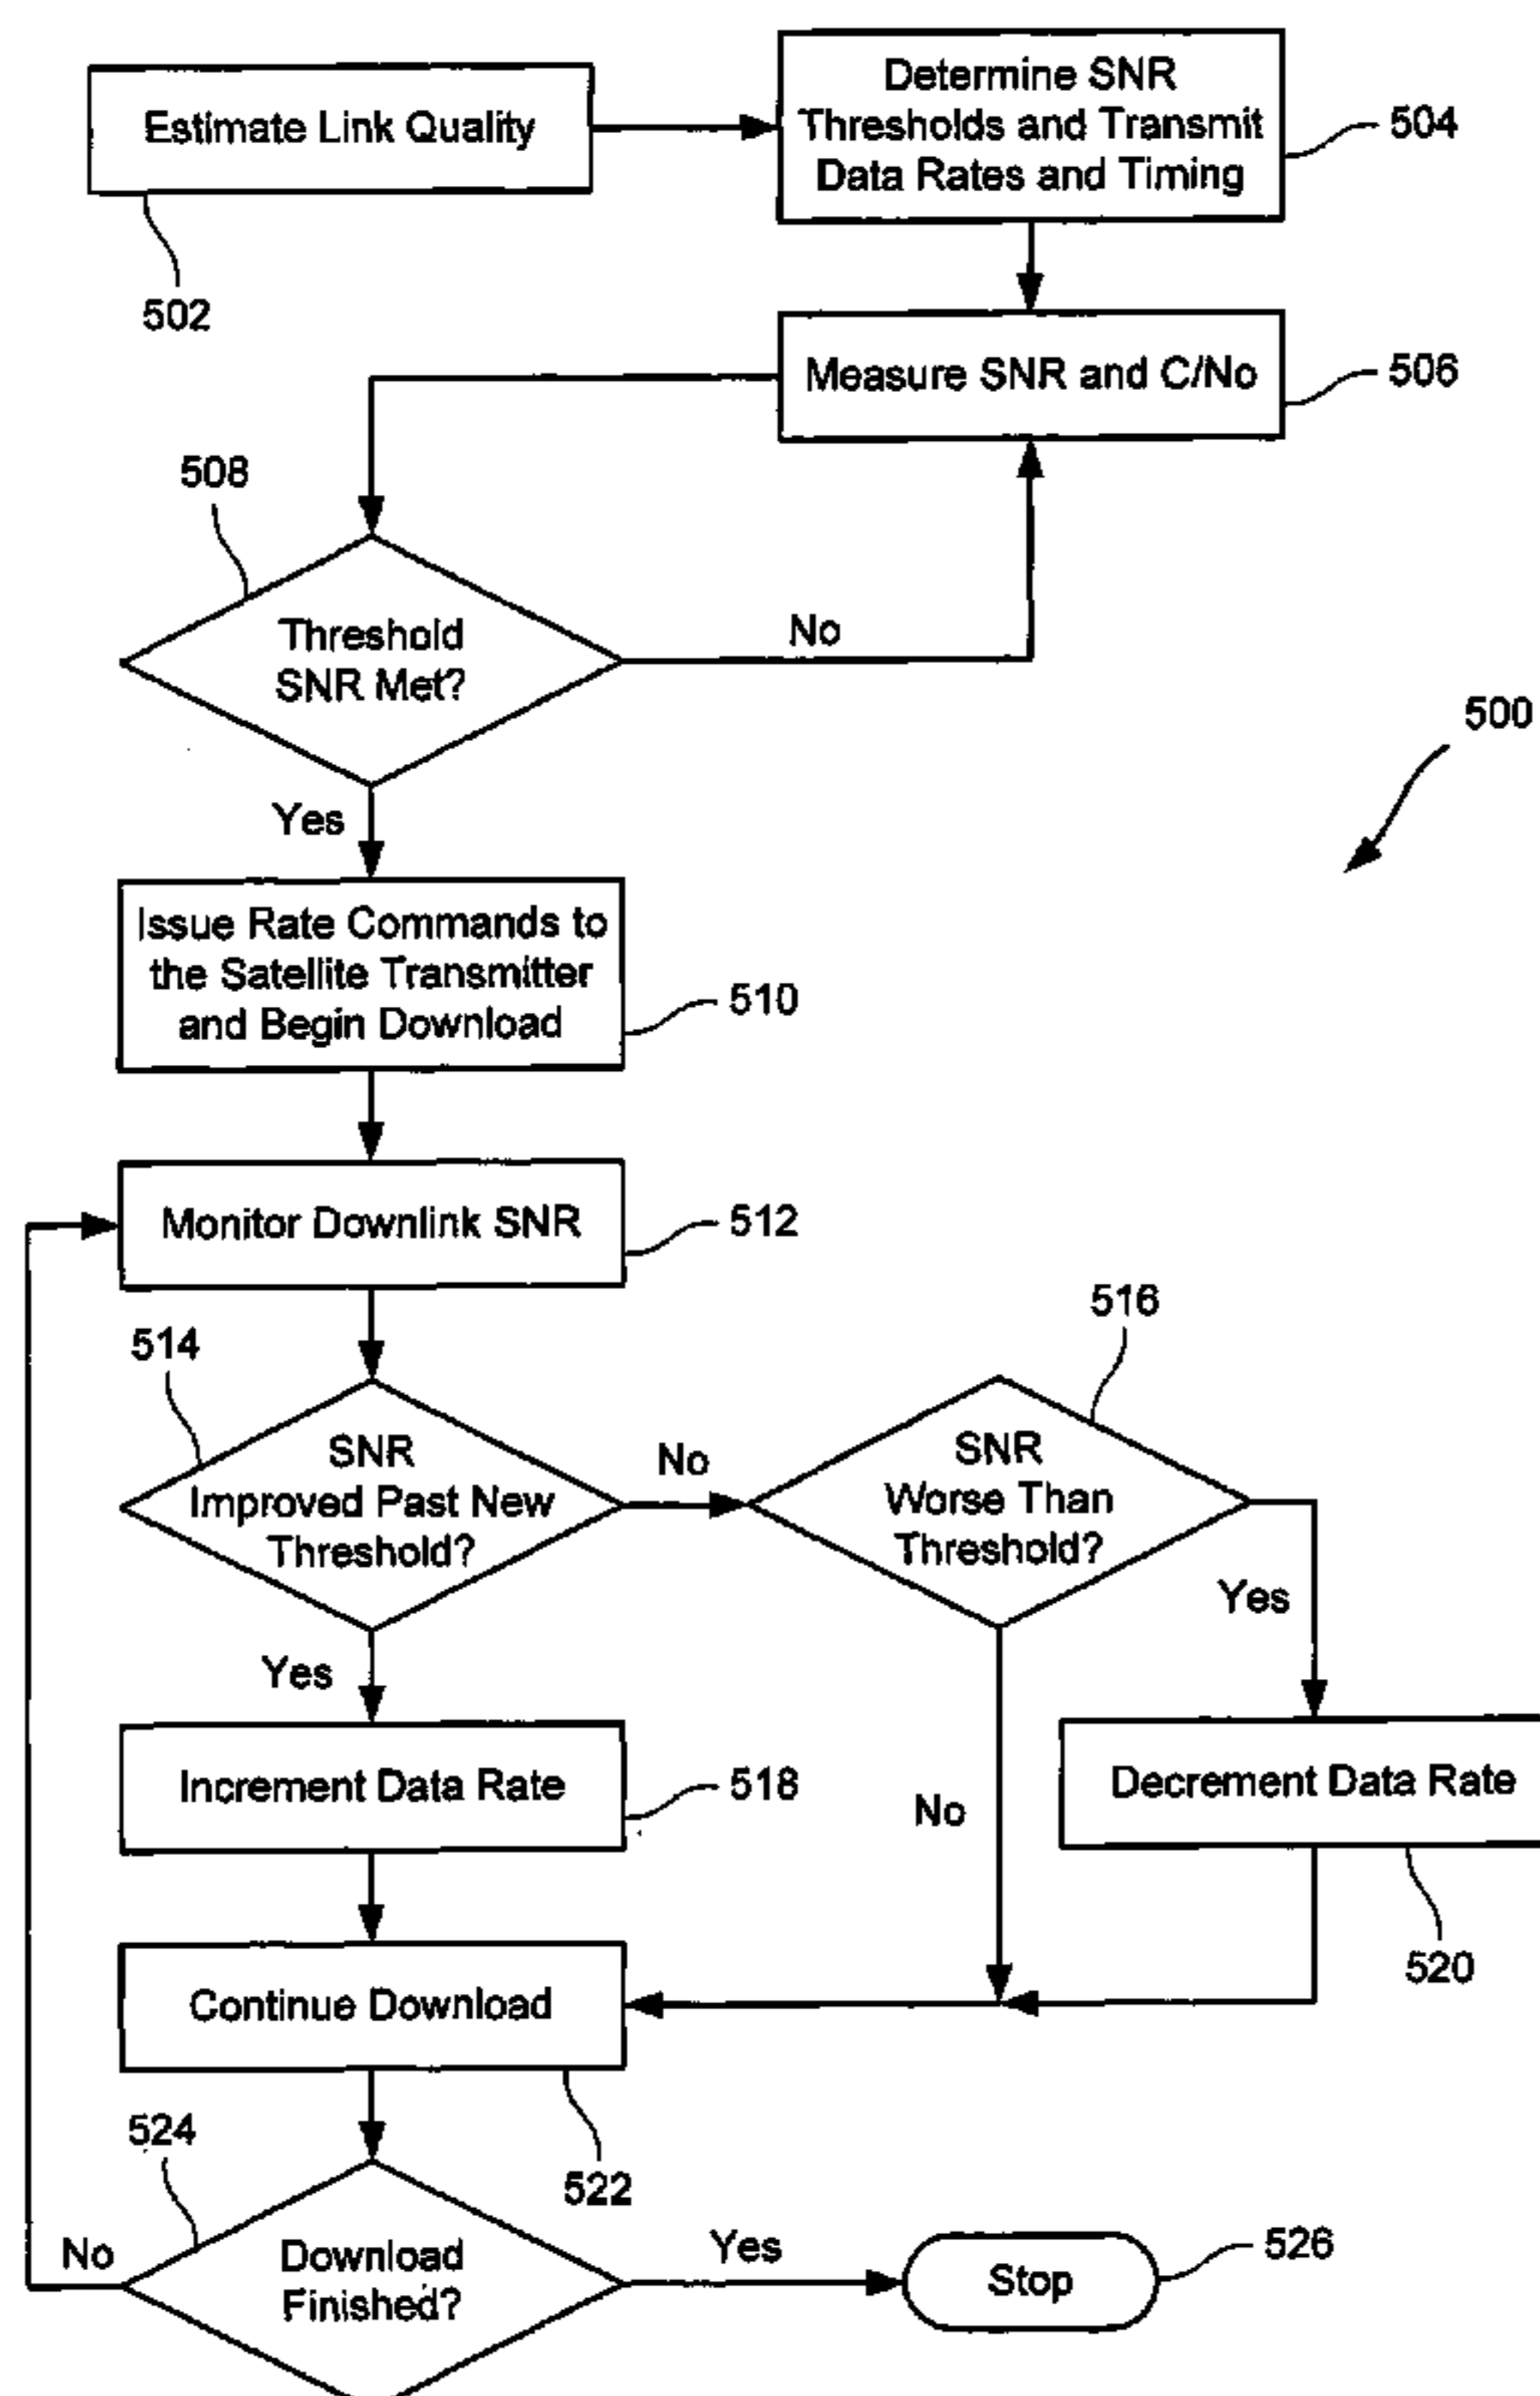 Estimate Link Quality
502
Determine SNR
Thresholds and Transmit
Data Rates and Timing
504
Measure SNR and C/No
506
508
Threshold
SNR Met?
No
Yes
500
Issue Rate Commands to
the Satellite Transmitter
and Begin Download
510
Monitor Downlink SNR
512
514
SNR
Improved Past New
Threshold?
No
Yes
516
SNR
Worse Than
Threshold?
Yes
No
Increment Data Rate
518
Decrement Data Rate
520
Continue Download
522
524
Download
Finished?
No
Yes
Stop
526